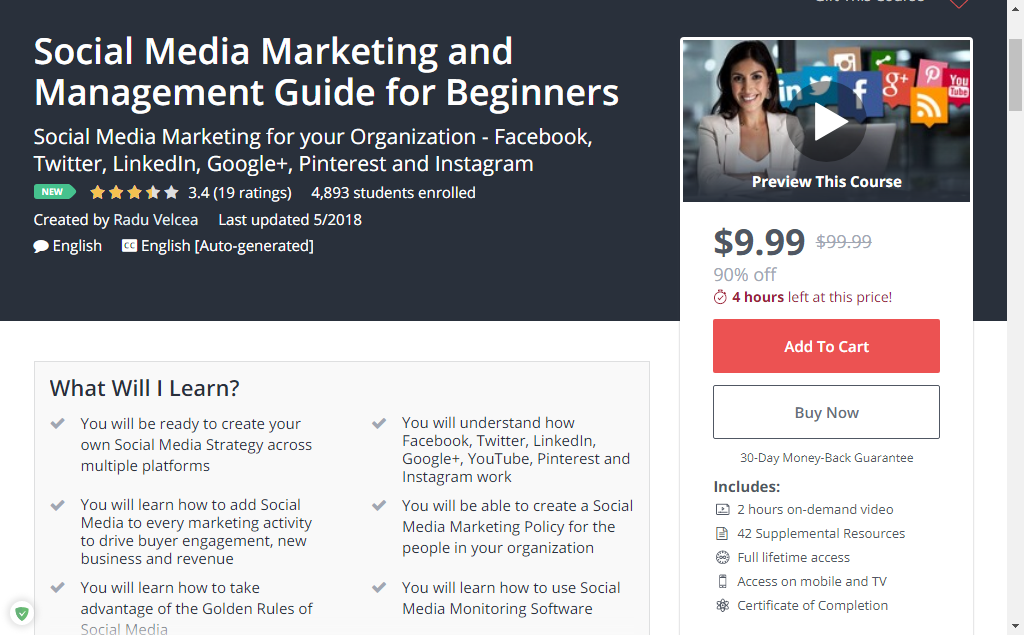 Gift This Course
Social Media Marketing and
Management Guide for Beginners
Social Media Marketing for your Organization - Facebook,
Twitter, LinkedIn, Google+, Pinterest and Instagram
NEW 3.4 (19 ratings) 4,893 students enrolled
Created by Radu Velcea Last updated 5/2018
English CC English [Auto-generated]
in
f
g+
You
Tube
Preview This Course
$9.99 $99.99
90% off
4 hours left at this price!
Add To Cart
Buy Now
30-Day Money-Back Guarantee
Includes:
2 hours on-demand video
42 Supplemental Resources
Full lifetime access
Access on mobile and TV
Certificate of Completion
What Will I Learn?
You will be ready to create your
own Social Media Strategy across
multiple platforms
You will understand how
Facebook, Twitter, LinkedIn,
Google+, YouTube, Pinterest and
Instagram work
You will learn how to add Social
Media to every marketing activity
to drive buyer engagement, new
business and revenue
You will be able to create a Social
Media Marketing Policy for the
people in your organization
You will learn how to take
advantage of the Golden Rules of
Social Media
You will learn how to use Social
Media Monitoring Software